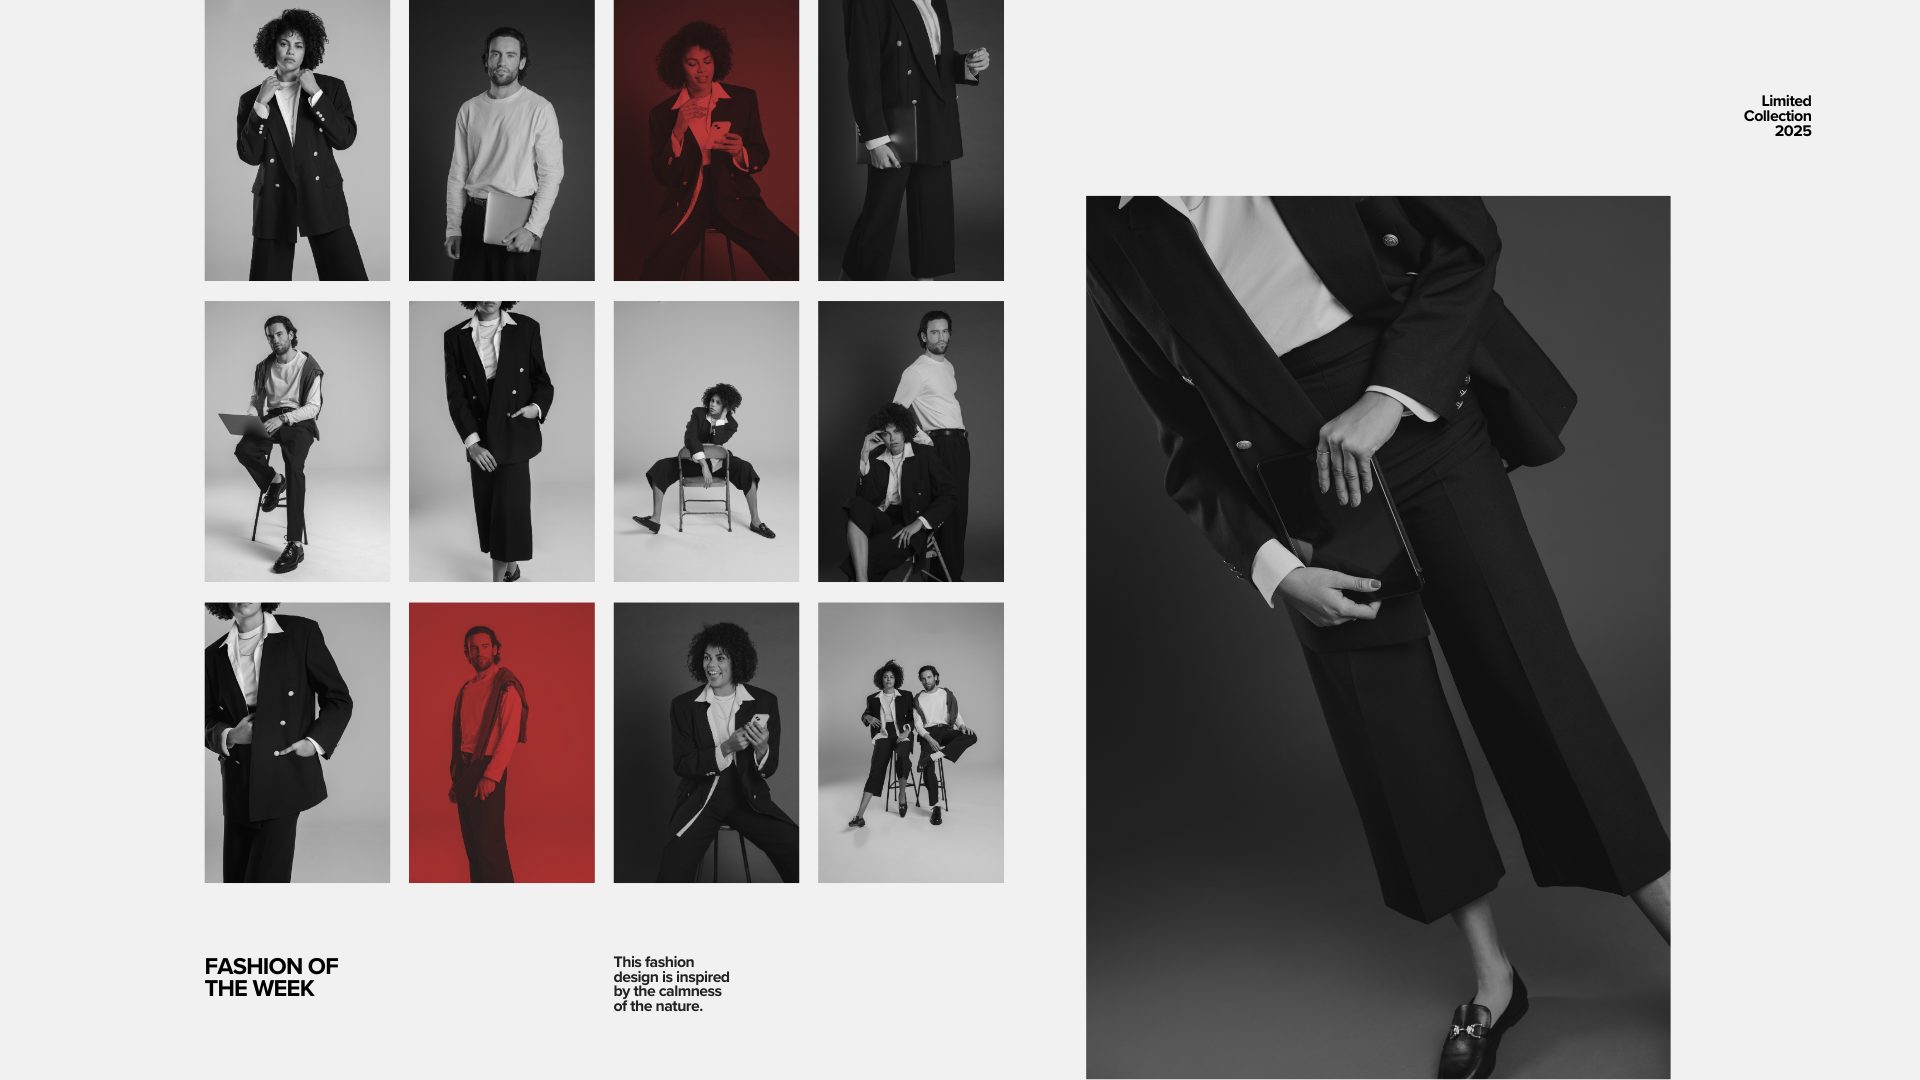 Limited
Collection
2025
FASHION OF
THE WEEK
This fashion
design is inspired
by the calmness
of the nature.